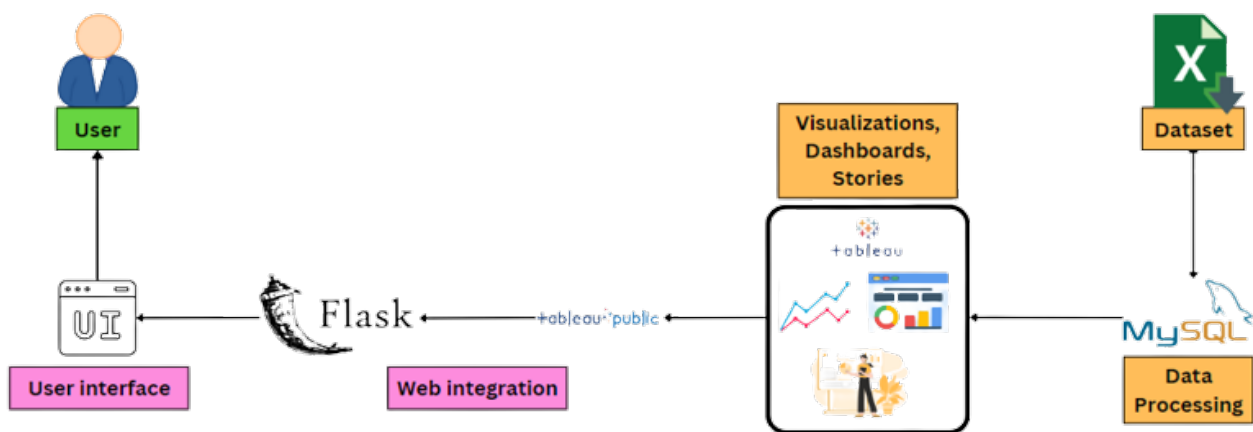 User
X
Dataset
Visualizations,
Dashboards,
Stories
tableau
UI
Flask
tableau public
MySQL
User interface
Web integration
Data
Processing